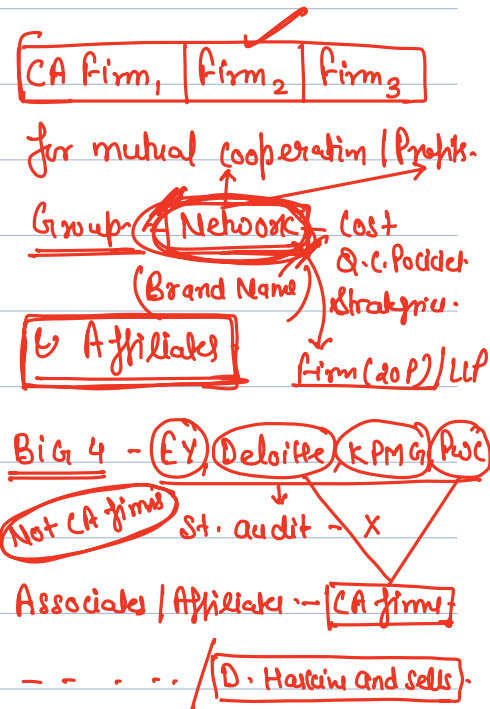 CA Firm₁ | Firm₂ | Firm₃
for mutual cooperation / Profits.
Group - Network - Cost
(Brand Name) Q.C. Policies
Strategies.
Affiliates
Firm (20P) / LLP
BIG 4 - EY, Deloitte, KPMG, PWC
Not CA firms St. audit - X
Associates / Affiliates - CA firms
- - - - - / D. Haskins and sells.